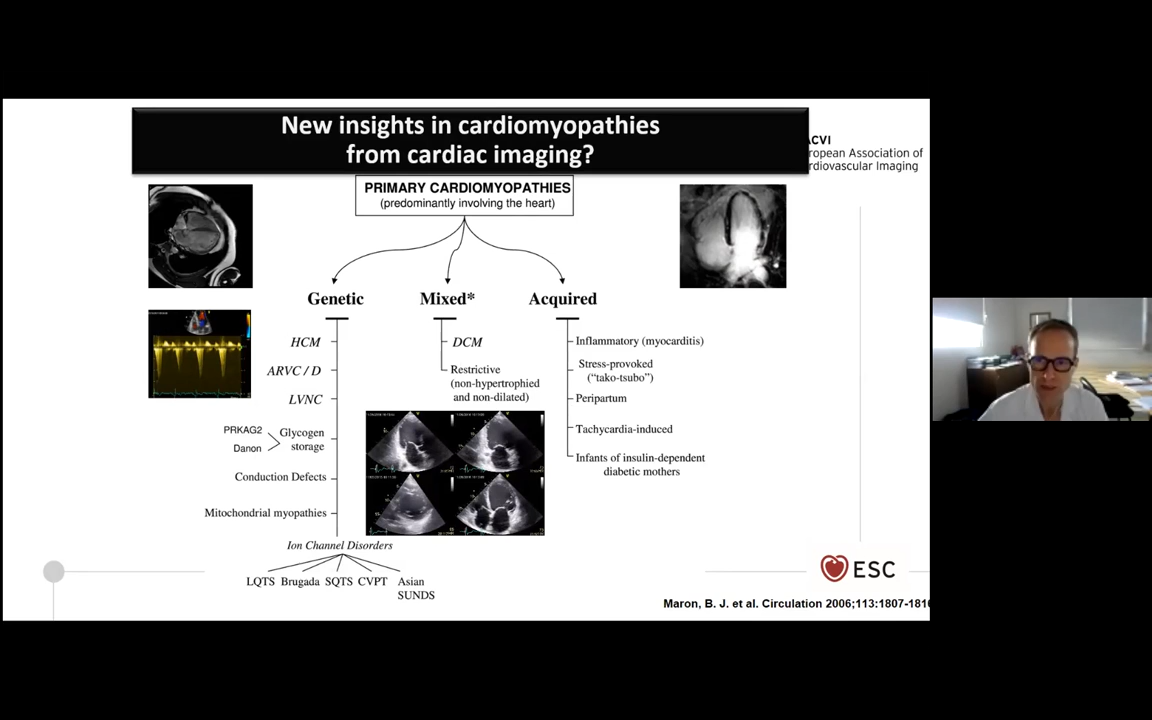 New insights in cardiomyopathies
from cardiac imaging?
ACVI
ropean Association of
rdiovascular Imaging
PRIMARY CARDIOMYOPATHIES
(predominantly involving the heart)
Genetic
Mixed*
Acquired
HCM
ARVC / D
LVNC
PRKAG2
Danon
Glycogen
storage
Conduction Defects
Mitochondrial myopathies
Ion Channel Disorders
LQTS Brugada SQTS CVPT Asian
SUNDS
DCM
Restrictive
(non-hypertrophied
and non-dilated)
Inflammatory (myocarditis)
Stress-provoked
(“tako-tsubo”)
Peripartum
Tachycardia-induced
Infants of insulin-dependent
diabetic mothers
ESC
Maron, B. J. et al. Circulation 2006;113:1807-1816